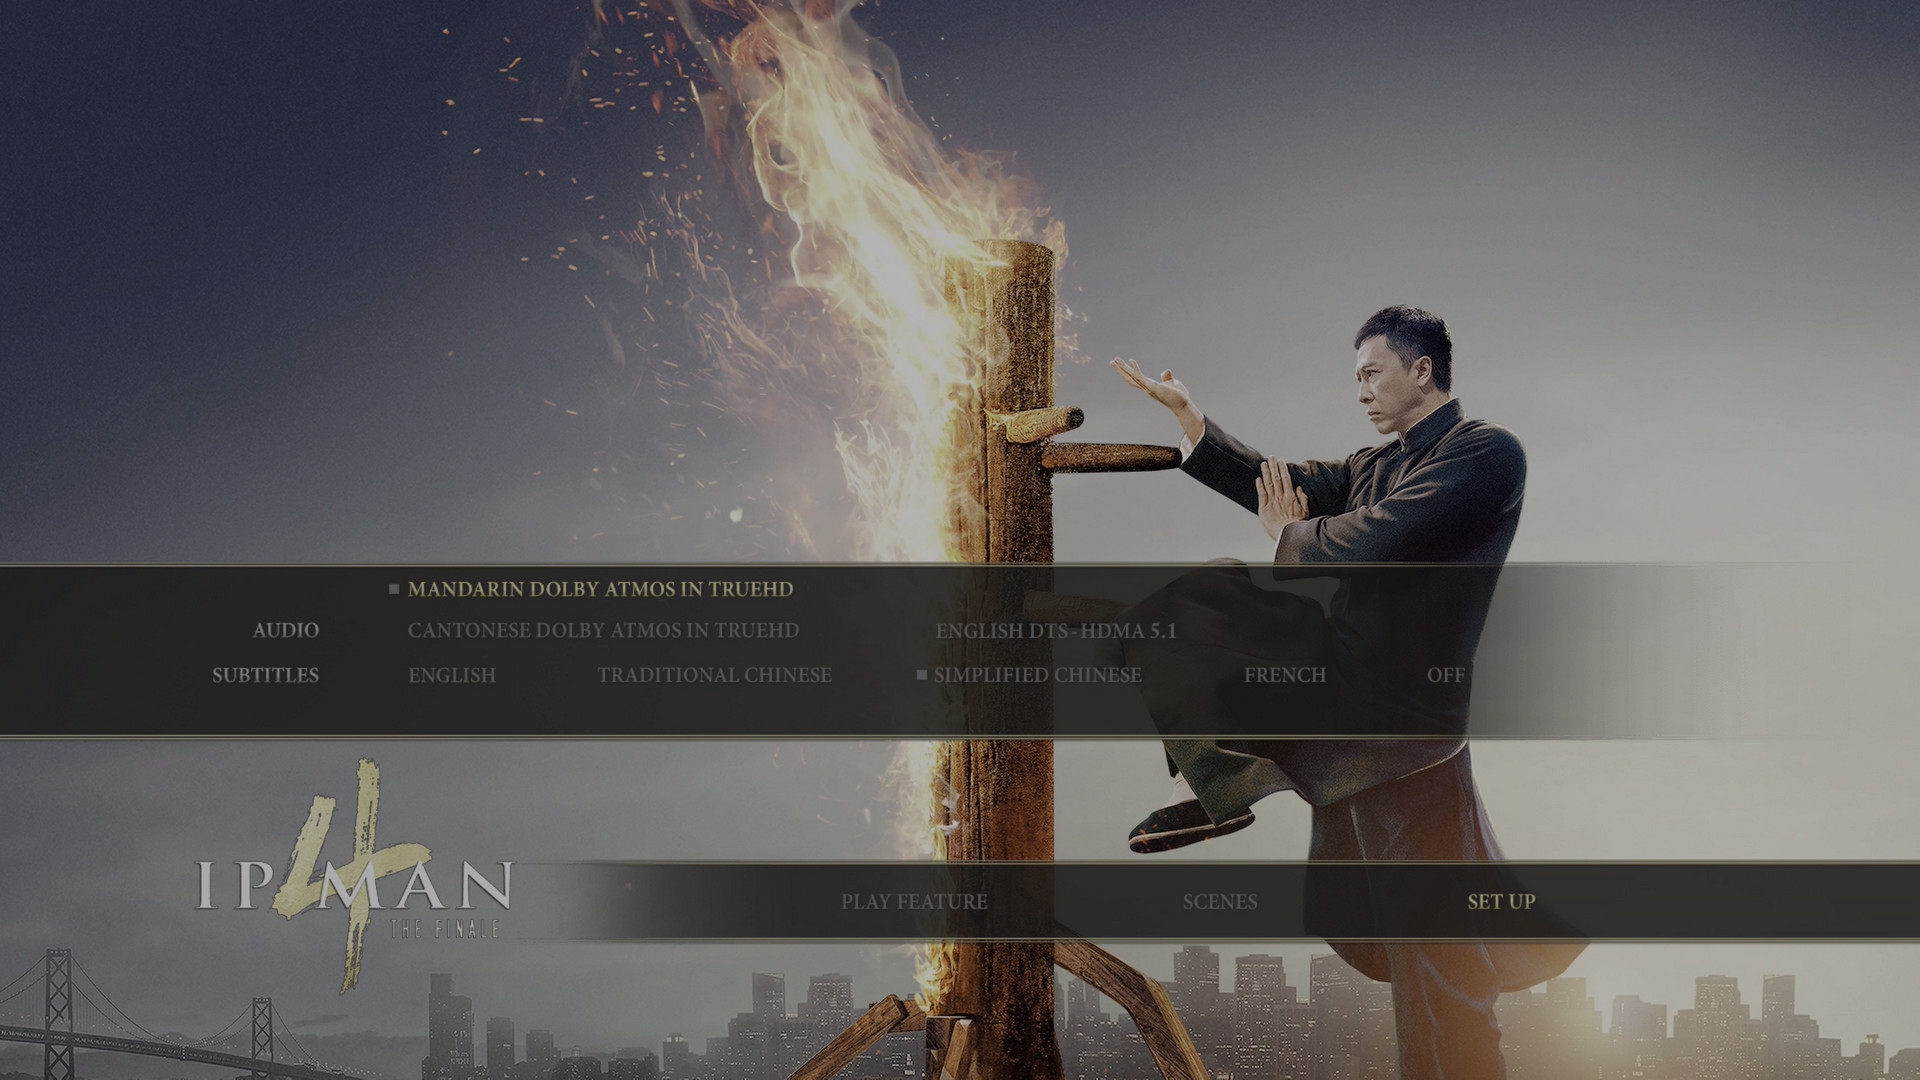 MANDARIN DOLBY ATMOS IN TRUEHD
AUDIO CANTONESE DOLBY ATMOS IN TRUEHD ENGLISH DTS-HDMA 5.1
SUBTITLES ENGLISH TRADITIONAL CHINESE SIMPLIFIED CHINESE FRENCH OFF
IP 4 MAN
THE FINALE
PLAY FEATURE SCENES SET UP